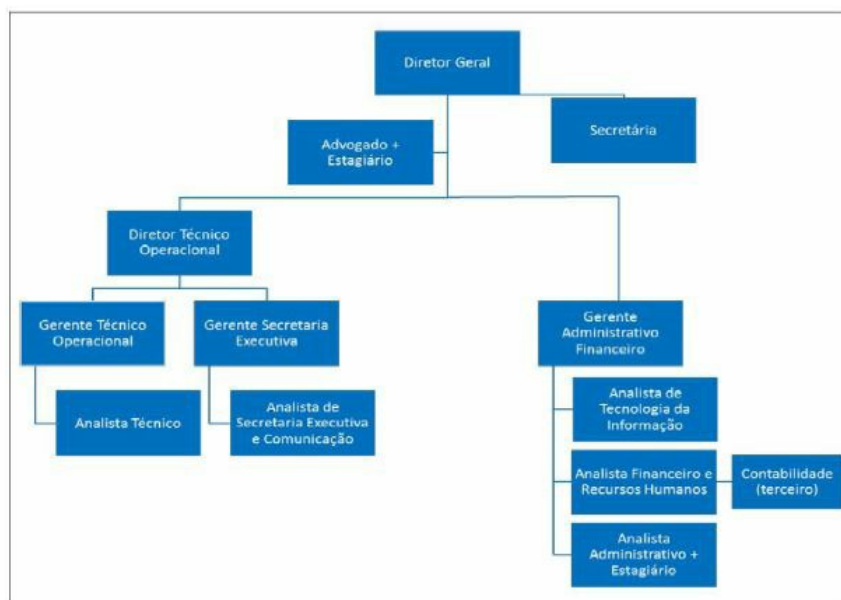 Diretor Geral
Secretária
Advogado +
Estagiário
Diretor Técnico
Operacional
Gerente Técnico
Operacional
Gerente Secretaria
Executiva
Gerente
Administrativo
Financeiro
Analista Técnico
Analista de
Secretaria Executiva
e Comunicação
Analista de
Tecnologia da
Informação
Analista Financeiro e
Recursos Humanos
Contabilidade
(terceiro)
Analista
Administrativo +
Estagiário